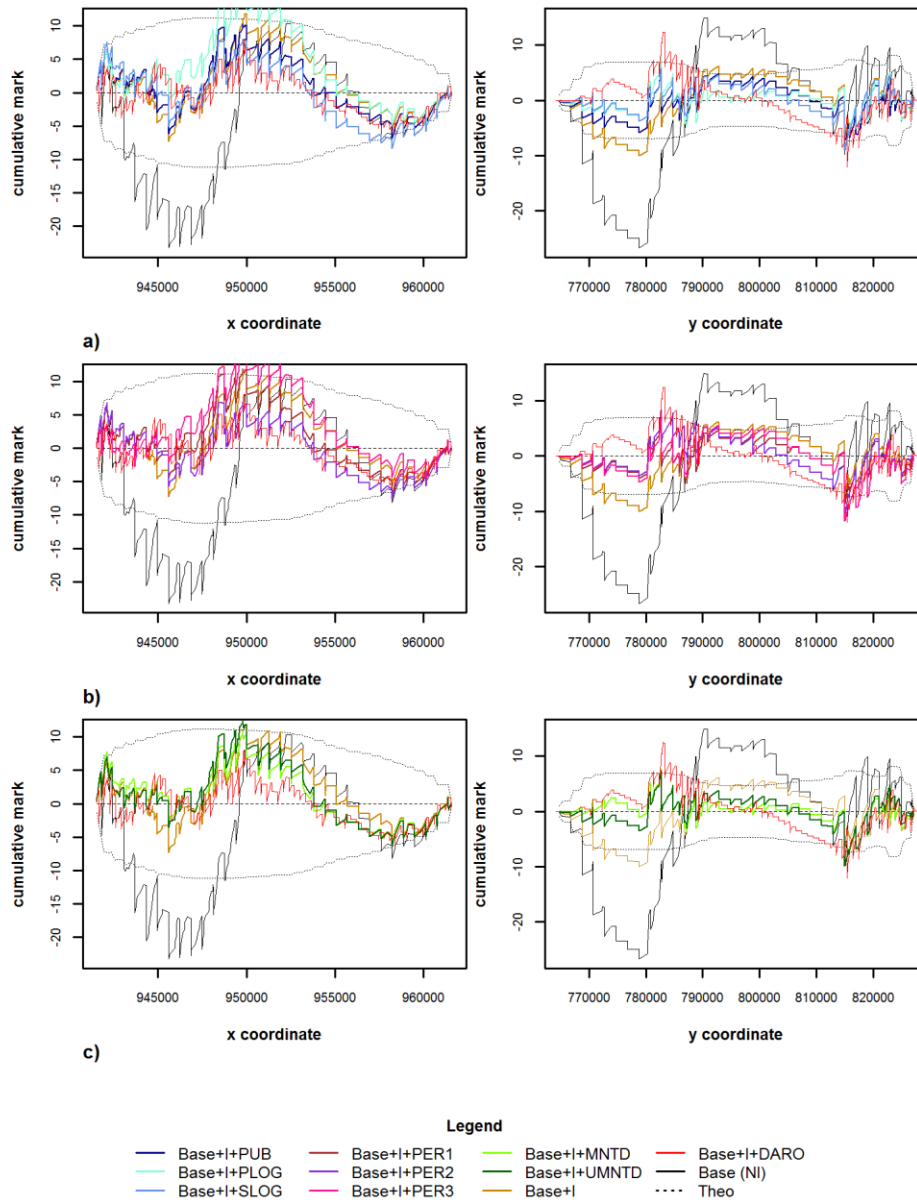 cumulative mark
10
5
0
-5
-10
-15
-20
945000 950000 955000 960000
x coordinate
a)
cumulative mark
10
0
-10
-20
770000 780000 790000 800000 810000 820000
y coordinate
cumulative mark
10
5
0
-5
-10
-15
-20
945000 950000 955000 960000
x coordinate
b)
cumulative mark
10
0
-10
-20
770000 780000 790000 800000 810000 820000
y coordinate
cumulative mark
10
5
0
-5
-10
-15
-20
945000 950000 955000 960000
x coordinate
c)
cumulative mark
10
0
-10
-20
770000 780000 790000 800000 810000 820000
y coordinate
Legend
Base+I+PUB Base+I+PER1 Base+I+MNTD Base+I+DARO
Base+I+PLOG Base+I+PER2 Base+I+UMNTD Base (NI)
Base+I+SLOG Base+I+PER3 Base+I Theo